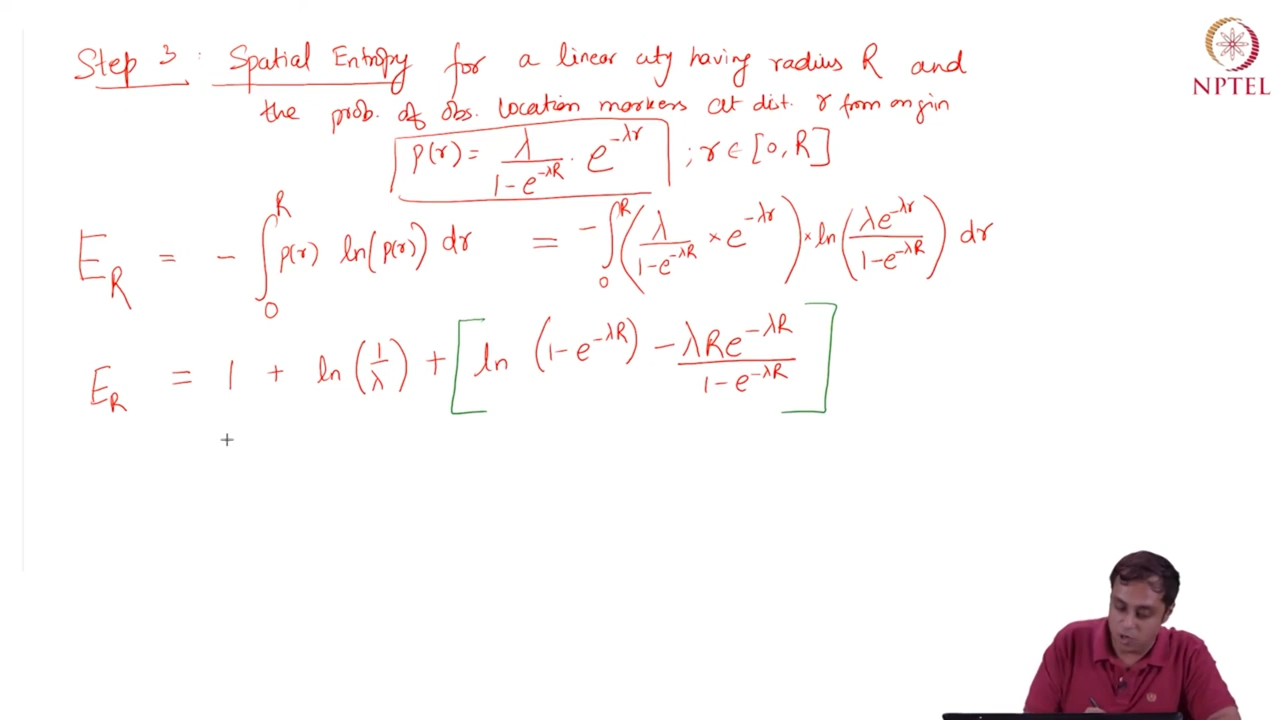 Step 3 : Spatial Entropy for a linear city having radius R and
the prob. of obs. location markers at dist. r from origin
p(r) = λ/(1-e^{-λR}) · e^{-λr} ; r ∈ [0, R]
E_R = - ∫_0^R p(r) ln(p(r)) dr = - ∫_0^R (λ/(1-e^{-λR}) × e^{-λr}) × ln(λe^{-λr}/(1-e^{-λR})) dr
E_R = 1 + ln(1/λ) + [ln (1-e^{-λR}) - λRe^{-λR}/(1-e^{-λR})]
NPTEL